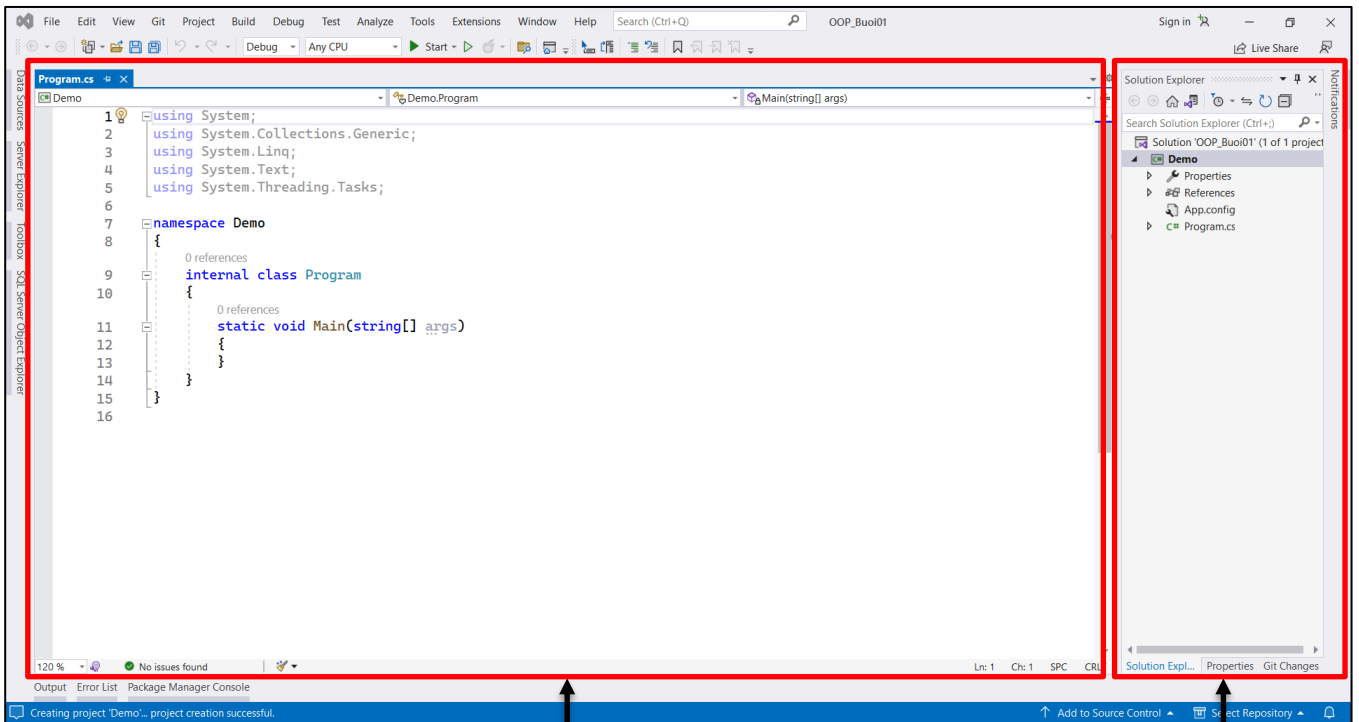 File Edit View Git Project Build Debug Test Analyze Tools Extensions Window Help Search (Ctrl+Q) OOP_Buoi01 Sign in
Debug Any CPU Start Live Share
Data Sources
Server Explorer
Toolbox
SQL Server Object Explorer
Program.cs
Demo Demo.Program Main(string[] args)
1 using System;
2 using System.Collections.Generic;
3 using System.Linq;
4 using System.Text;
5 using System.Threading.Tasks;
6
7 namespace Demo
8 {
0 references
9 internal class Program
10 {
0 references
11 static void Main(string[] args)
12 {
13 }
14 }
15 }
16
120 % No issues found Ln: 1 Ch: 1 SPC
Solution Explorer
Search Solution Explorer (Ctrl+;)
Solution 'OOP_Buoi01' (1 of 1 project
Demo
Properties
References
App.config
C# Program.cs
Solution Expl... Properties Git Changes
Notifications
Output Error List Package Manager Console
Creating project 'Demo'... project creation successful. Add to Source Control Select Repository